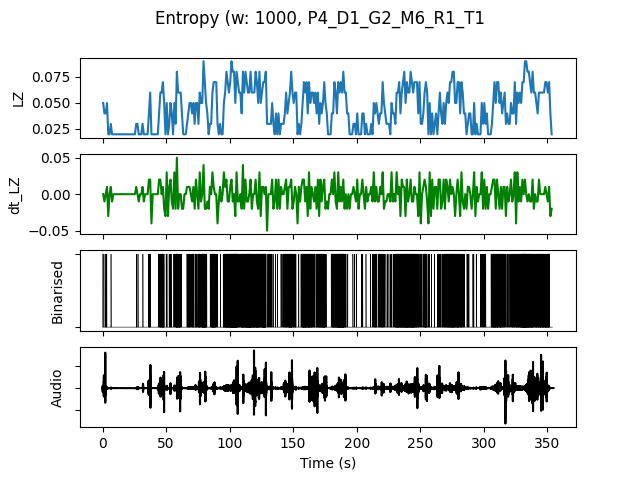 Entropy (w: 1000, P4_D1_G2_M6_R1_T1
LZ
0.075
0.050
0.025
dt_LZ
0.05
0.00
−0.05
Binarised
Audio
0 50 100 150 200 250 300 350
Time (s)